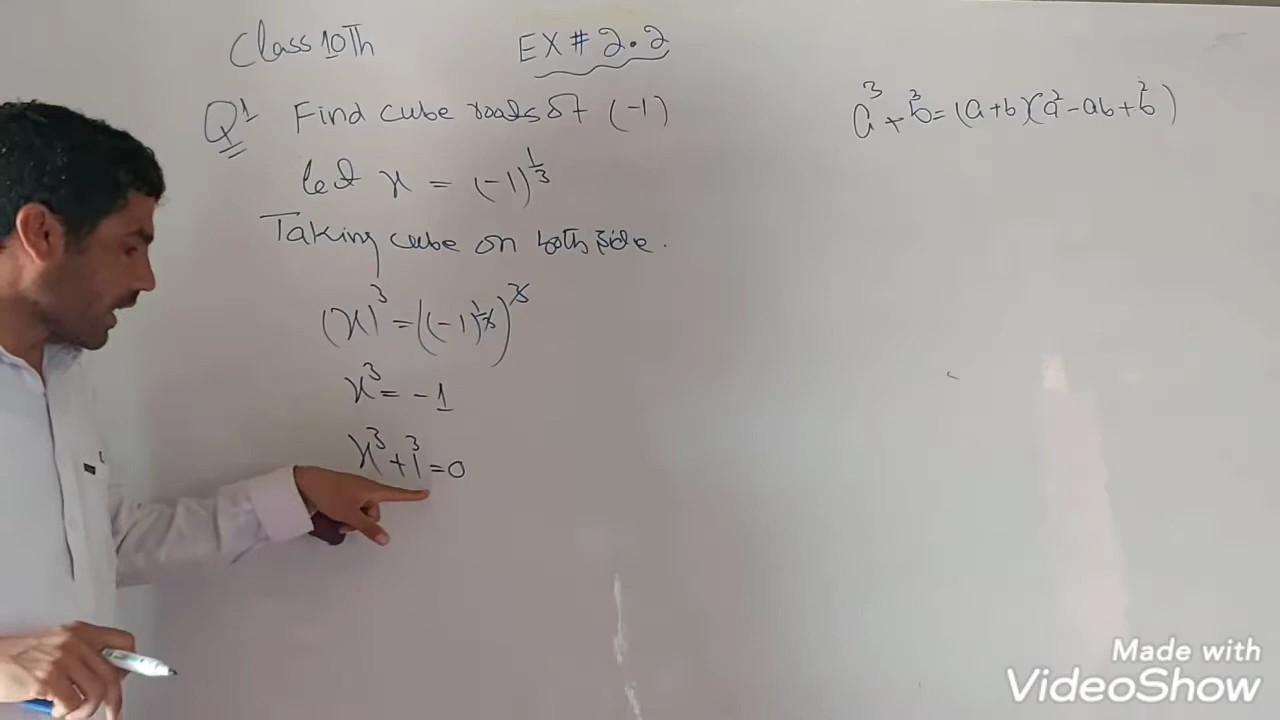 Class 10Th
EX # 2.2
Q1 Find cube roots of (-1)
let x = (-1)^{1/3}
Taking cube on both side.
(x)^3 = ((-1)^{1/3})^3
x^3 = -1
x^3 + 1^3 = 0
a^3 + b^3 = (a+b)(a^2 - ab + b^2)
Made with
VideoShow